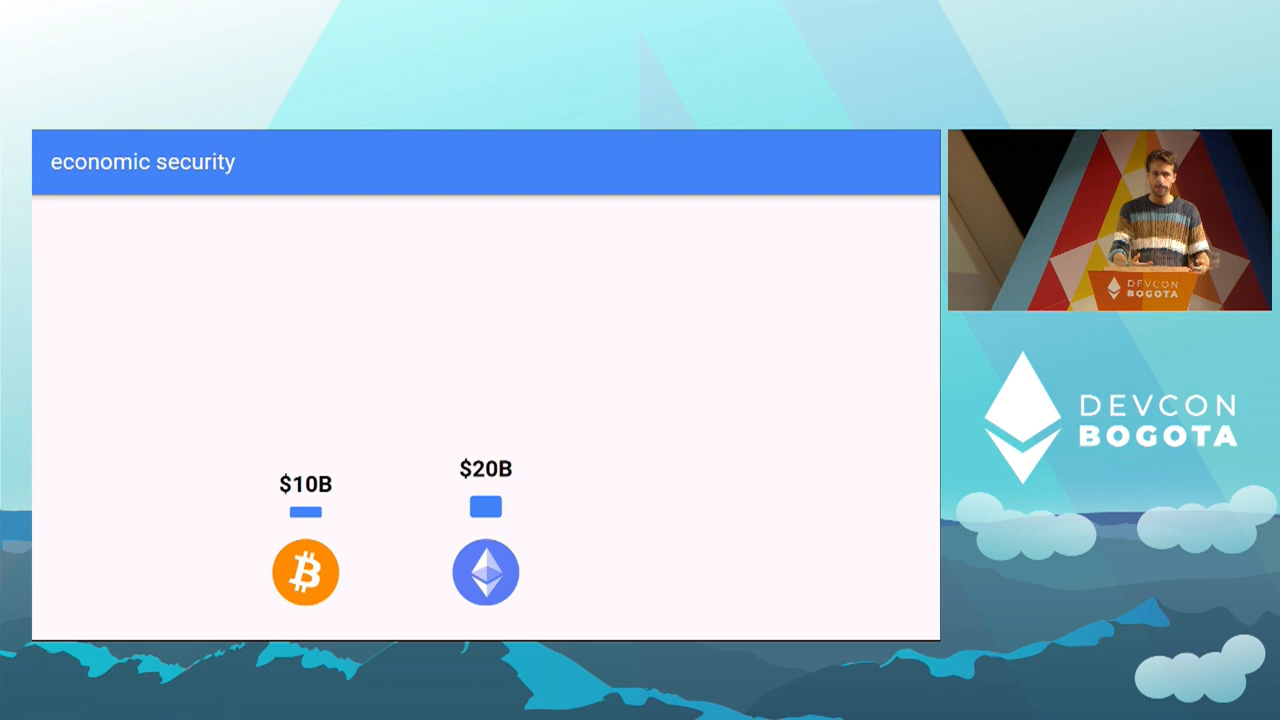 economic security
$10B
$20B
DEVCON
BOGOTA
DEVCON
BOGOTA